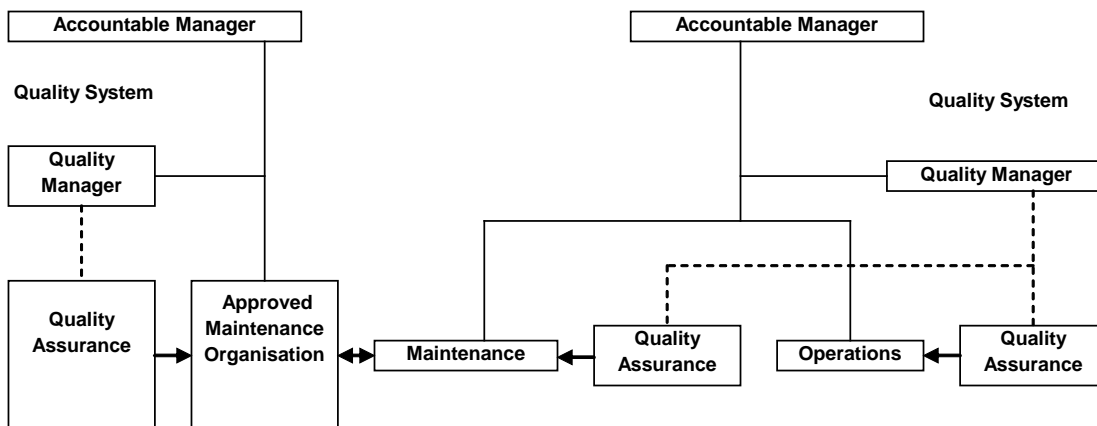 Accountable Manager
Accountable Manager
Quality System
Quality System
Quality
Manager
Quality Manager
Quality
Assurance
Approved
Maintenance
Organisation
Maintenance
Quality
Assurance
Operations
Quality
Assurance